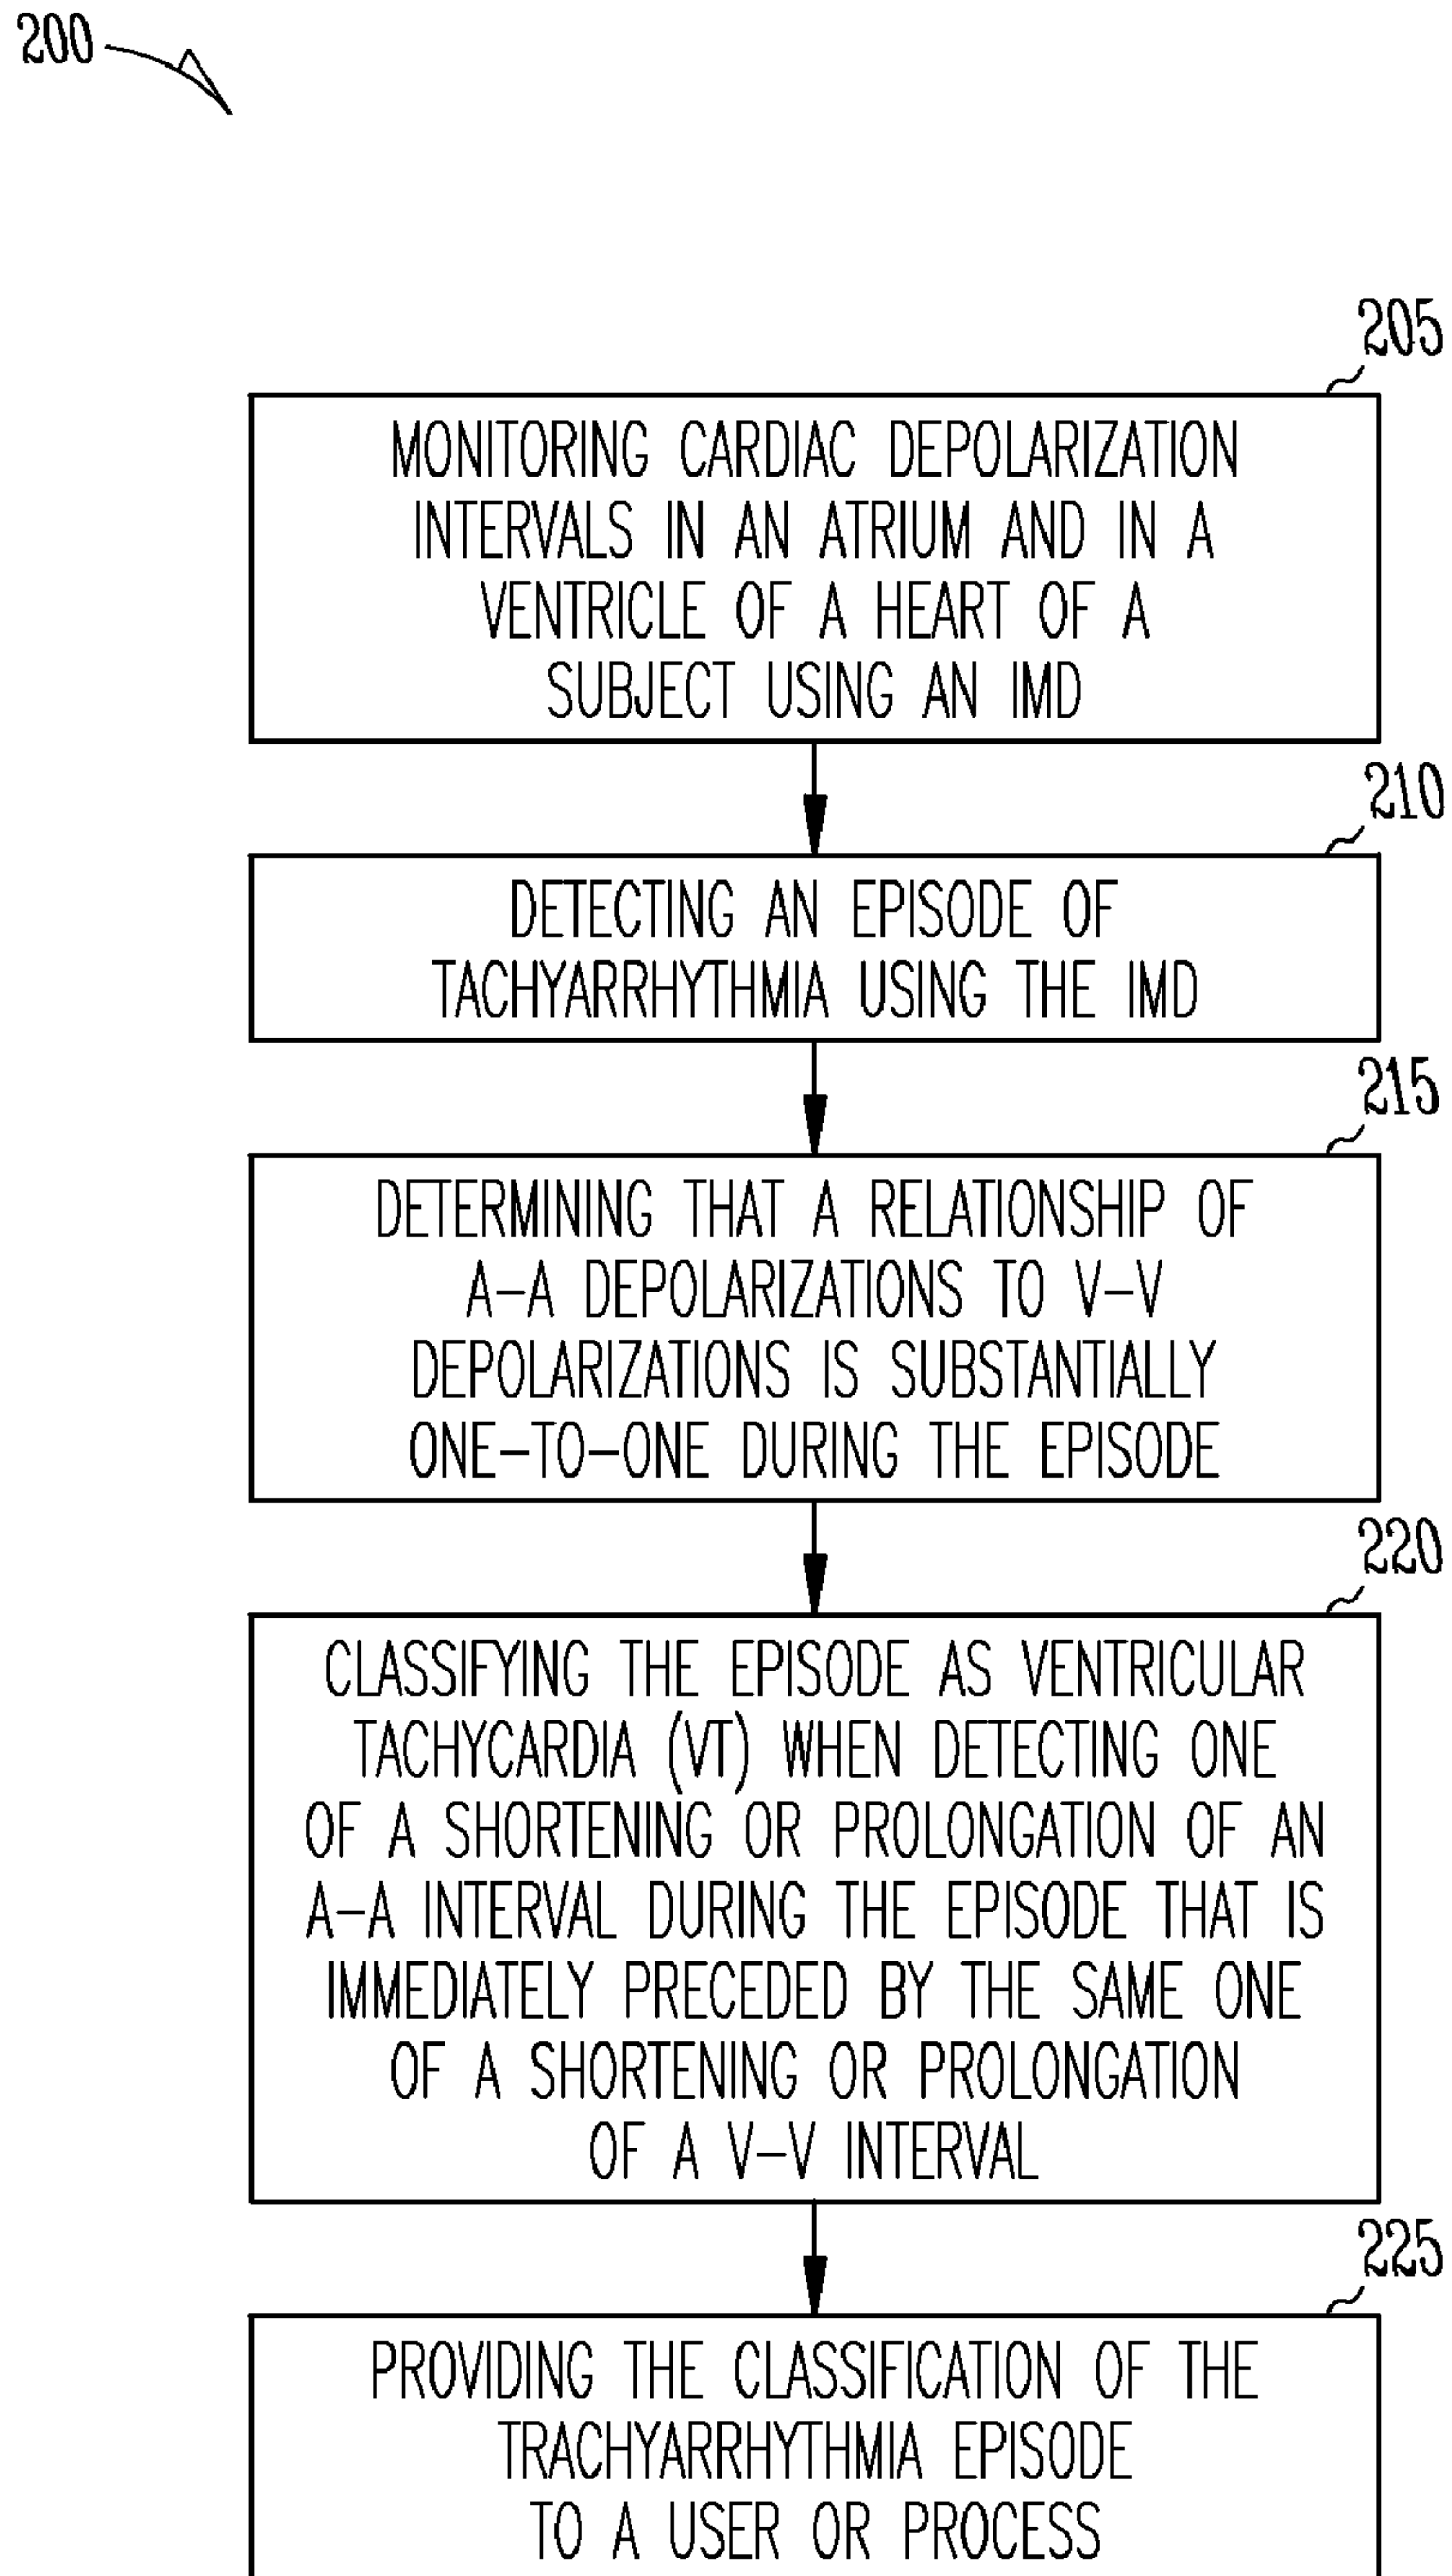 200
205
MONITORING CARDIAC DEPOLARIZATION
INTERVALS IN AN ATRIUM AND IN A
VENTRICLE OF A HEART OF A
SUBJECT USING AN IMD
210
DETECTING AN EPISODE OF
TACHYARRHYTHMIA USING THE IMD
215
DETERMINING THAT A RELATIONSHIP OF
A-A DEPOLARIZATIONS TO V-V
DEPOLARIZATIONS IS SUBSTANTIALLY
ONE-TO-ONE DURING THE EPISODE
220
CLASSIFYING THE EPISODE AS VENTRICULAR
TACHYCARDIA (VT) WHEN DETECTING ONE
OF A SHORTENING OR PROLONGATION OF AN
A-A INTERVAL DURING THE EPISODE THAT IS
IMMEDIATELY PRECEDED BY THE SAME ONE
OF A SHORTENING OR PROLONGATION
OF A V-V INTERVAL
225
PROVIDING THE CLASSIFICATION OF THE
TRACHYARRHYTHMIA EPISODE
TO A USER OR PROCESS